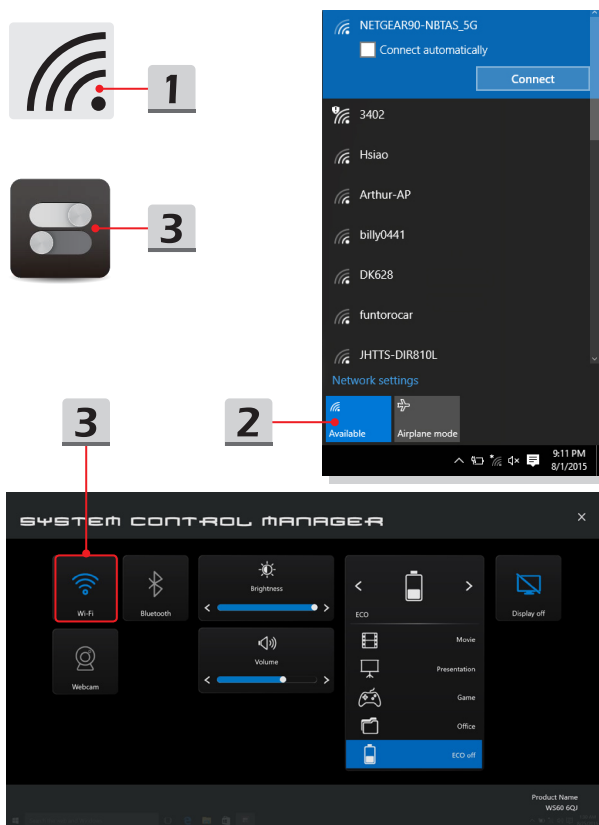 1
3
NETGEAR90-NBTAS_5G
Connect automatically
Connect
3402
Hsiao
Arthur-AP
billy0441
DK628
funtorocar
JHTTS-DIR810L
Network settings
Available
Airplane mode
9:11 PM
8/1/2015
2
3
SYSTEM CONTROL MANAGER
Wi-Fi
Bluetooth
Brightness
ECO
Display off
Webcam
Volume
Movie
Presentation
Game
Office
ECO off
Product Name
WS60 6QJ